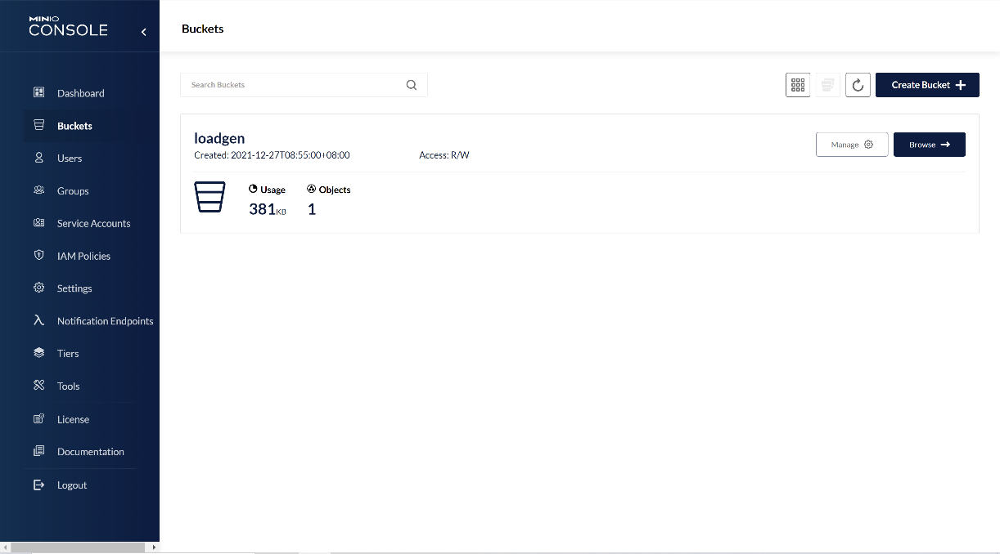 MINIO
CONSOLE
Buckets
Dashboard
Buckets
Users
Groups
Service Accounts
IAM Policies
Settings
Notification Endpoints
Tiers
Tools
License
Documentation
Logout
Search Buckets
Create Bucket
loadgen
Created: 2021-12-27T08:55:00+08:00 Access: R/W
Manage
Browse
Usage Objects
381KB 1